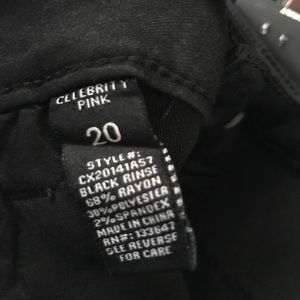 CELEBRITY
PINK
20
STYLE#:
CX20141A57
BLACK RINSE
68% RAYON
30% POLYESTER
2% SPANDEX
MADE IN CHINA
RN#: 133647
SEE REVERSE
FOR CARE